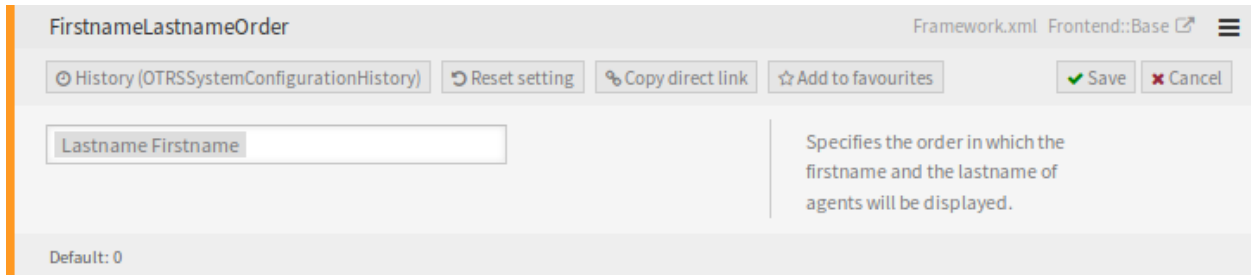 FirstnameLastnameOrder Framework.xml Frontend::Base
History (OTRSSystemConfigurationHistory) Reset setting Copy direct link Add to favourites Save Cancel
Lastname Firstname
Specifies the order in which the
firstname and the lastname of
agents will be displayed.
Default: 0